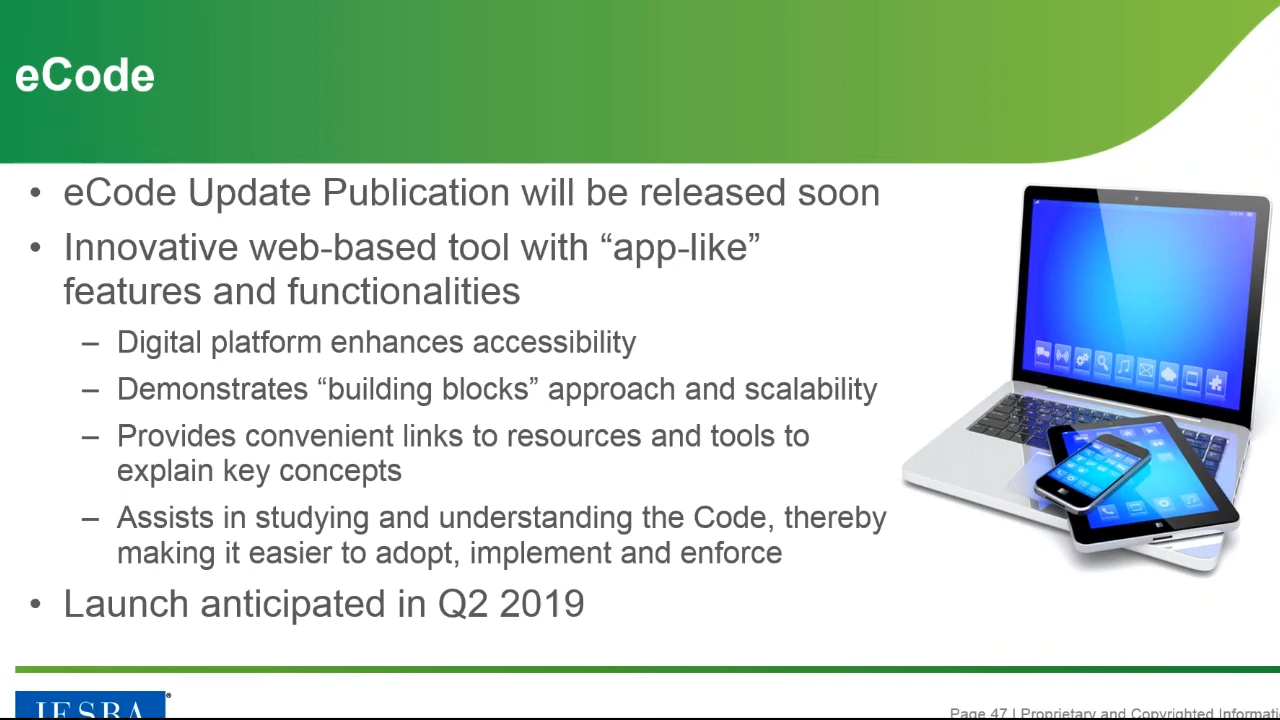 eCode
• eCode Update Publication will be released soon
• Innovative web-based tool with “app-like”
features and functionalities
– Digital platform enhances accessibility
– Demonstrates “building blocks” approach and scalability
– Provides convenient links to resources and tools to
explain key concepts
– Assists in studying and understanding the Code, thereby
making it easier to adopt, implement and enforce
• Launch anticipated in Q2 2019
IESBA®
Page 47 | Proprietary and Copyrighted Informati